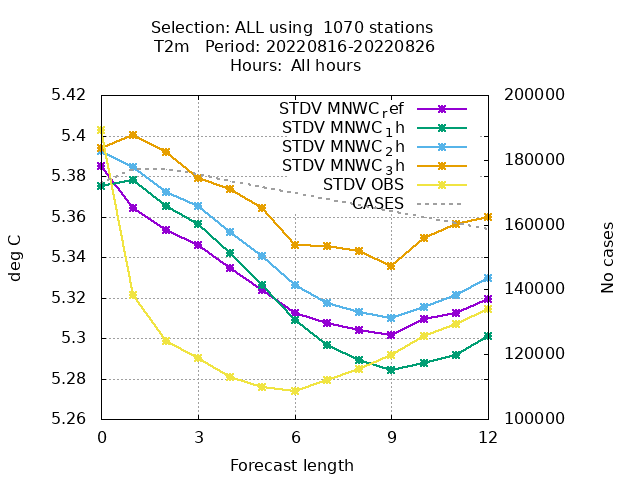 Selection: ALL using  1070 stations
T2m   Period: 20220816-20220826
Hours:  All hours
5.42
5.4
5.38
5.36
5.34
5.32
5.3
5.28
5.26
deg C
STDV MNWC_ref
STDV MNWC_1h
STDV MNWC_2h
STDV MNWC_3h
STDV OBS
CASES
200000
180000
160000
140000
120000
100000
No cases
0 3 6 9 12
Forecast length